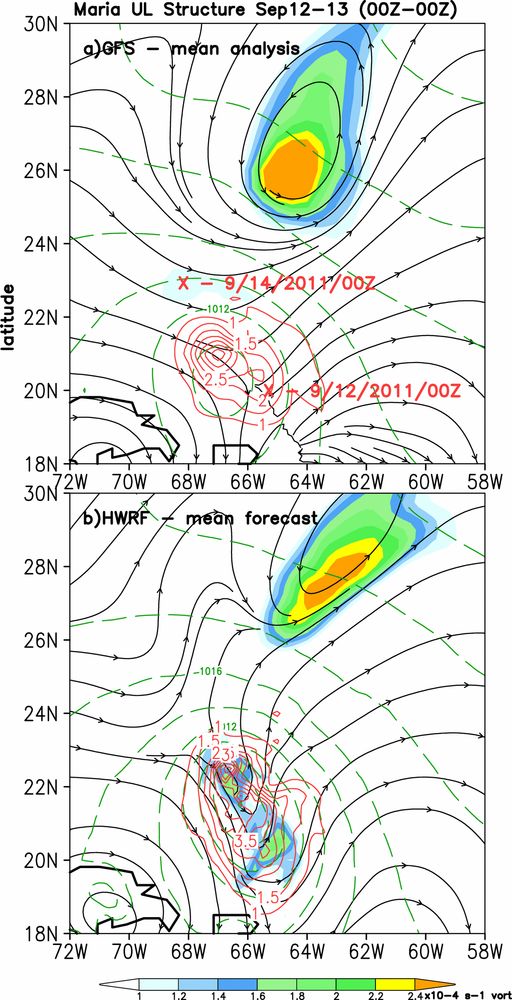 Maria UL Structure Sep12-13 (00Z-00Z)
30N
a)GFS - mean analysis
28N
26N
24N
X - 9/14/2011/00Z
latitude
22N
1012
1
1.5
2.5
20N
X - 9/12/2011/00Z
2
1
18N
72W 70W 68W 66W 64W 62W 60W 58W
30N
b)HWRF - mean forecast
28N
26N
1016
24N
1
012
1.5
2
3
22N
3.5
20N
1.5
1
18N
72W 70W 68W 66W 64W 62W 60W 58W
1 1.2 1.4 1.6 1.8 2 2.2 2.4 x10-4 s-1 vort